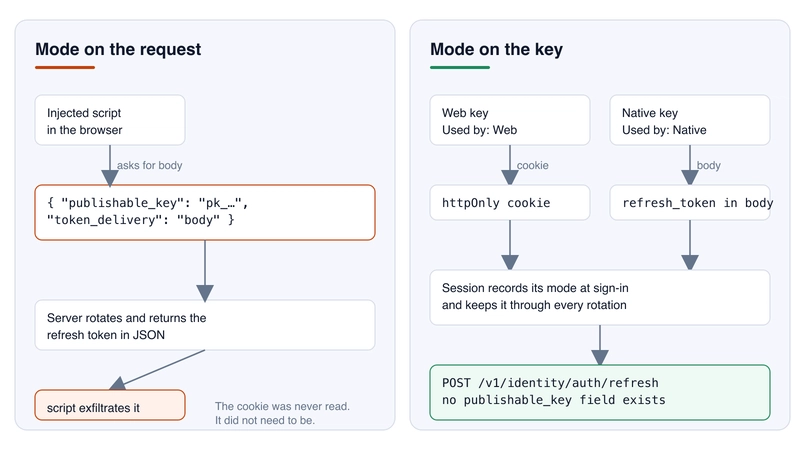 Mode on the request
Injected script
in the browser
asks for body
{ "publishable_key": "pk_…",
"token_delivery": "body" }
Server rotates and returns the
refresh token in JSON
script exfiltrates it
The cookie was never read.
It did not need to be.
Mode on the key
Web key
Used by: Web
Native key
Used by: Native
cookie
body
httpOnly cookie
refresh_token in body
Session records its mode at sign-in
and keeps it through every rotation
POST /v1/identity/auth/refresh
no publishable_key field exists